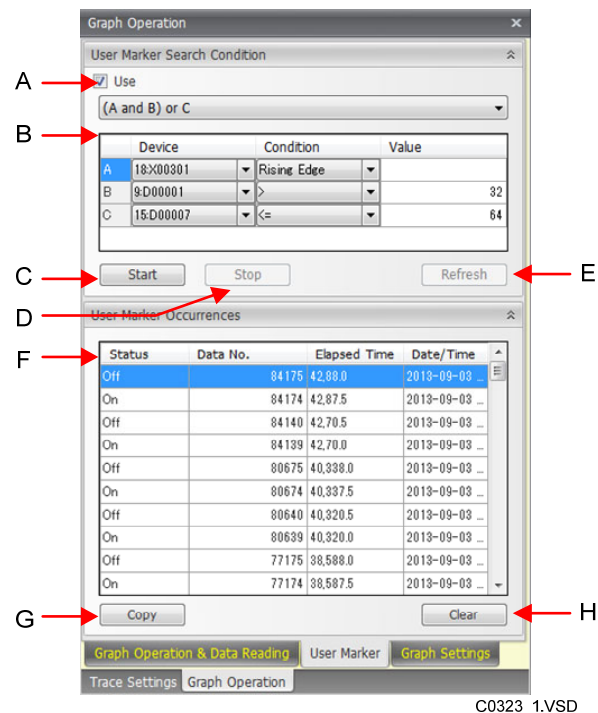 Graph Operation
User Marker Search Condition
A
Use
(A and B) or C
B
Device Condition Value
A 18:X00301 Rising Edge
B 9:D00001 > 32
C 15:D00007 <= 64
C Start Stop Refresh E
D
User Marker Occurrences
F
Status Data No. Elapsed Time Date/Time
Off 84175 42,88.0 2013-09-03 ...
On 84174 42,87.5 2013-09-03 ...
Off 84140 42,70.5 2013-09-03 ...
On 84139 42,70.0 2013-09-03 ...
Off 80675 40,338.0 2013-09-03 ...
On 80674 40,337.5 2013-09-03 ...
Off 80640 40,320.5 2013-09-03 ...
On 80639 40,320.0 2013-09-03 ...
Off 77175 38,588.0 2013-09-03 ...
On 77174 38,587.5 2013-09-03 ...
G Copy Clear H
Graph Operation & Data Reading User Marker Graph Settings
Trace Settings Graph Operation
C0323_1.VSD